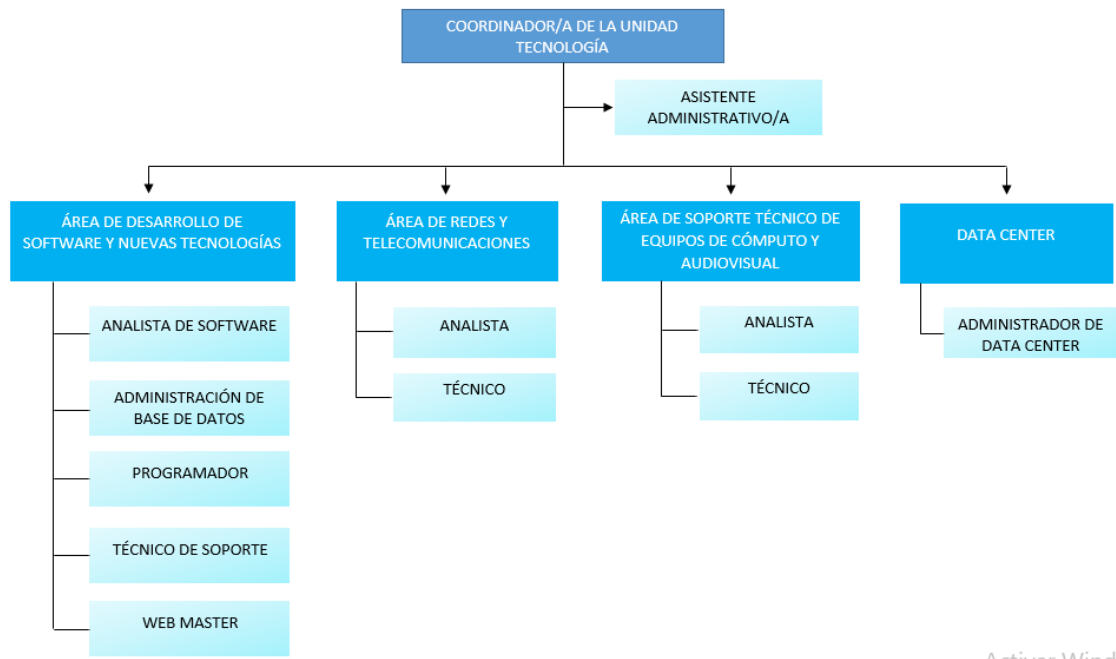 COORDINADOR/A DE LA UNIDAD
TECNOLOGÍA
ASISTENTE
ADMINISTRATIVO/A
ÁREA DE DESARROLLO DE
SOFTWARE Y NUEVAS TECNOLOGÍAS
ANALISTA DE SOFTWARE
ADMINISTRACIÓN DE
BASE DE DATOS
PROGRAMADOR
TÉCNICO DE SOPORTE
WEB MASTER
ÁREA DE REDES Y
TELECOMUNICACIONES
ANALISTA
TÉCNICO
ÁREA DE SOPORTE TÉCNICO DE
EQUIPOS DE CÓMPUTO Y
AUDIOVISUAL
ANALISTA
TÉCNICO
DATA CENTER
ADMINISTRADOR DE
DATA CENTER